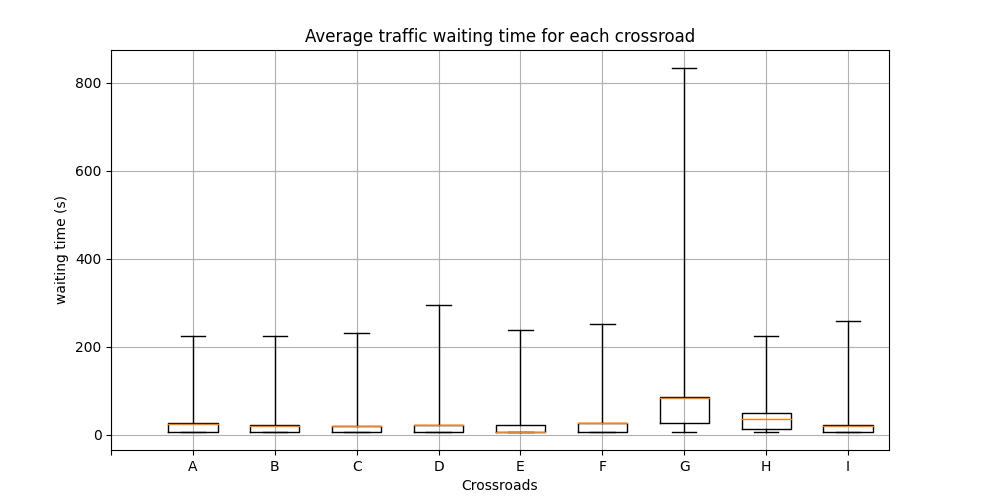 Average traffic waiting time for each crossroad
waiting time (s)
800
600
400
200
0
A B C D E F G H I
Crossroads